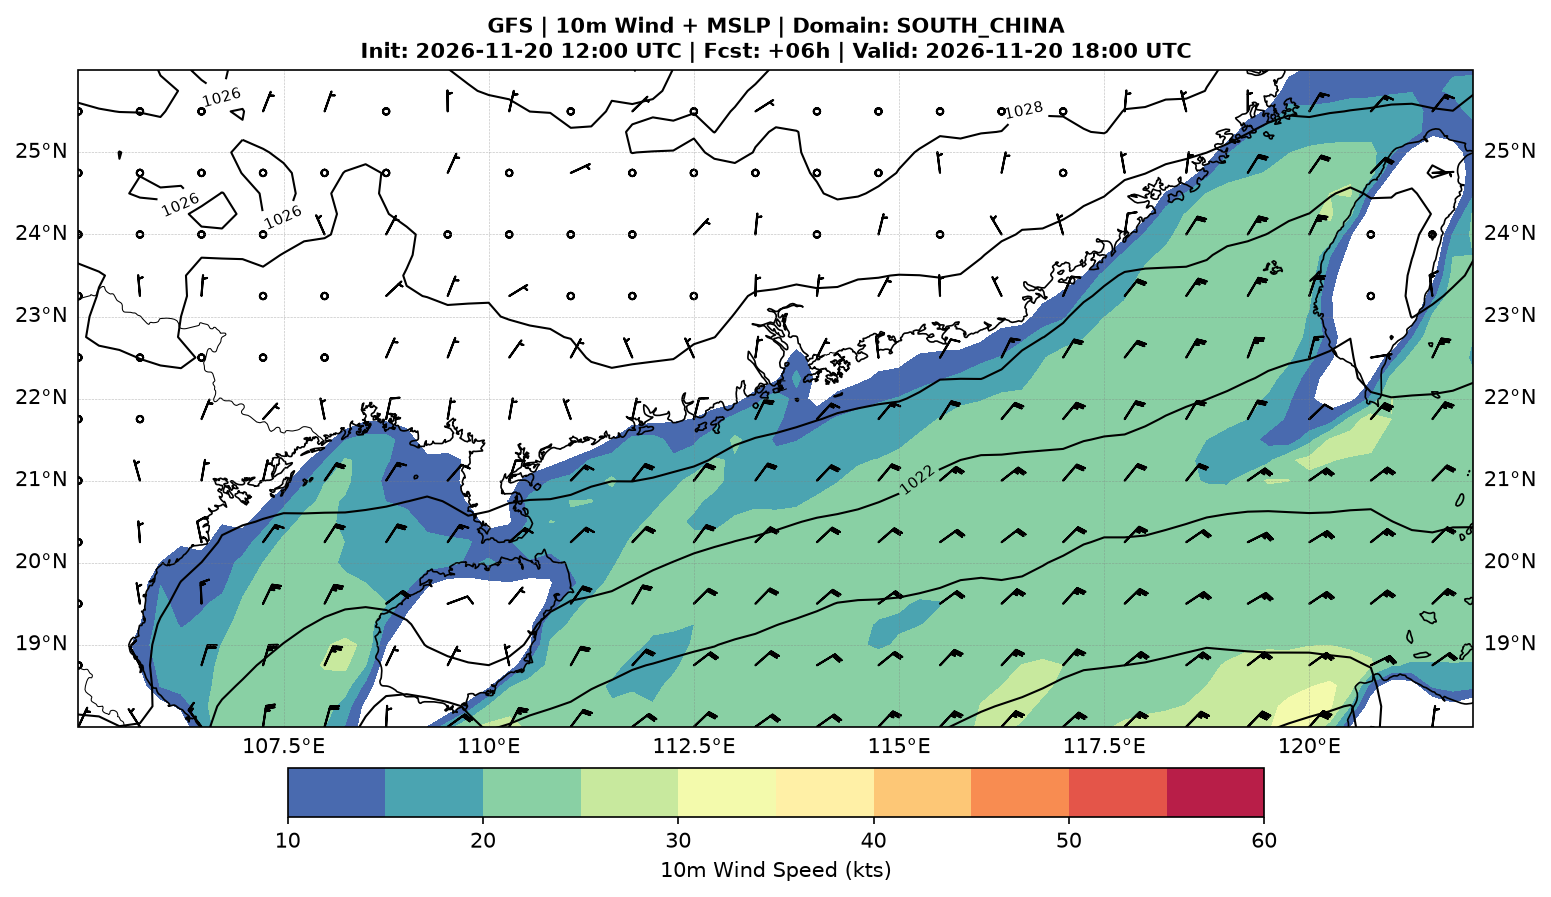 GFS | 10m Wind + MSLP | Domain: SOUTH_CHINA
Init: 2026-11-20 12:00 UTC | Fcst: +06h | Valid: 2026-11-20 18:00 UTC
1026
1028
1026
1026
1022
25°N
24°N
23°N
22°N
21°N
20°N
19°N
25°N
24°N
23°N
22°N
21°N
20°N
19°N
107.5°E 110°E 112.5°E 115°E 117.5°E 120°E
10 20 30 40 50 60
10m Wind Speed (kts)